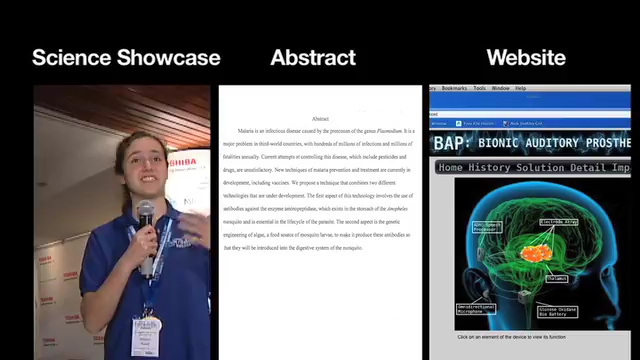 Science Showcase
Abstract
Website
TOSHIBA
Abstract
Malaria is an infectious disease caused by the protozoan of the genus Plasmodium. It is a
major problem in third-world countries, with hundreds of millions of infections and millions of
fatalities annually. Current attempts at controlling this disease, which include pesticides and
drugs, are unsatisfactory. New techniques of malaria prevention and treatment are currently in
development, including vaccines. We propose a technique that combines two different
technologies that are under development. The first aspect of this technology involves the use of
antibodies against the enzyme aminopeptidase, which exists in the stomach of the Anopheles
mosquito and is essential in the lifecycle of the parasite. The second aspect is the genetic
engineering of algae, a food source of mosquito larvae, to make it produce these antibodies so
that they will be introduced into the digestive system of the mosquito.
Bookmarks Tools Window Help
BAP: BIONIC AUDITORY PROSTHE
Home History Solution Detail Imp
Electrode Array
Thalamus
Omnidirectional
Microphone
Glucose Oxidase
Bio Battery
Click on an element of the device to view its function